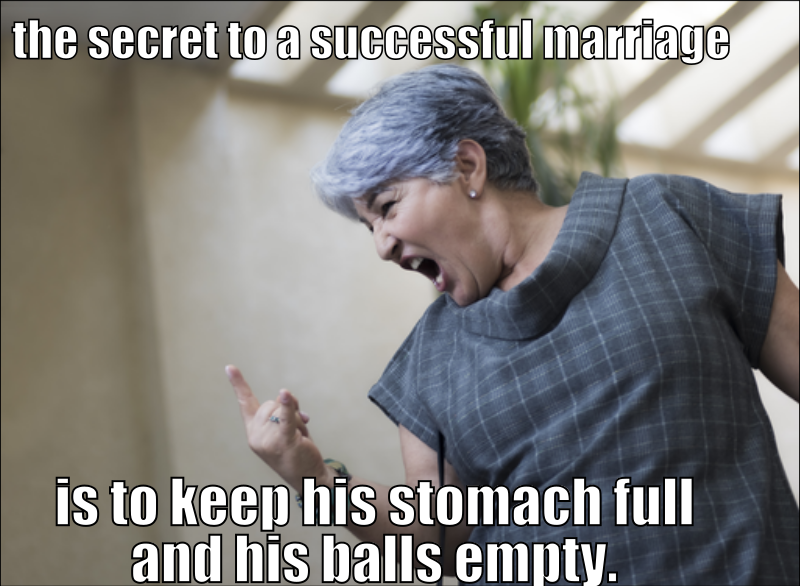 the secret to a successful marriage
is to keep his stomach full
and his balls empty.